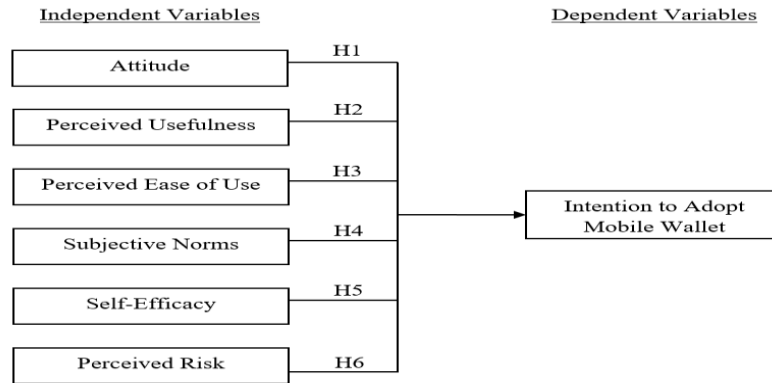 Independent Variables
Dependent Variables
Attitude
H1
Perceived Usefulness
H2
Perceived Ease of Use
H3
Subjective Norms
H4
Self-Efficacy
H5
Perceived Risk
H6
Intention to Adopt
Mobile Wallet